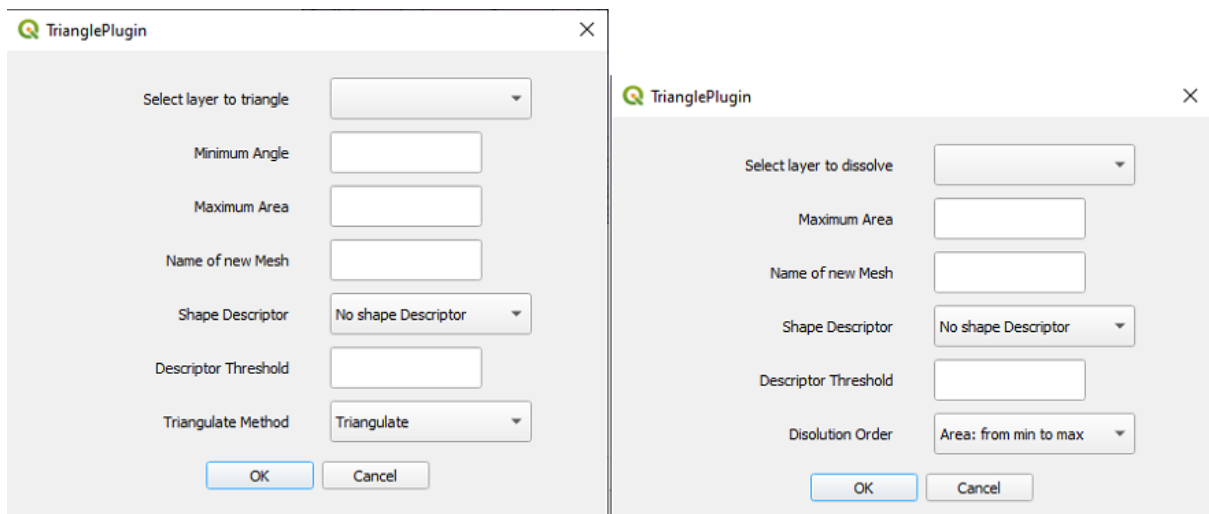 TrianglePlugin
Select layer to triangle
Minimum Angle
Maximum Area
Name of new Mesh
Shape Descriptor No shape Descriptor
Descriptor Threshold
Triangulate Method Triangulate
OK Cancel
TrianglePlugin
Select layer to dissolve
Maximum Area
Name of new Mesh
Shape Descriptor No shape Descriptor
Descriptor Threshold
Disolution Order Area: from min to max
OK Cancel